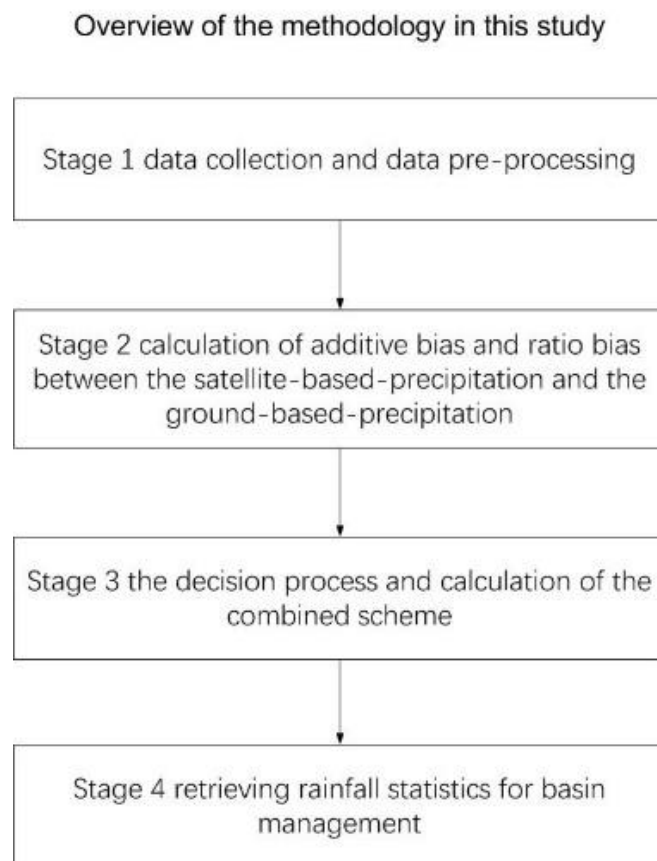 Overview of the methodology in this study
Stage 1 data collection and data pre-processing
Stage 2 calculation of additive bias and ratio bias
between the satellite-based-precipitation and the
ground-based-precipitation
Stage 3 the decision process and calculation of the
combined scheme
Stage 4 retrieving rainfall statistics for basin
management